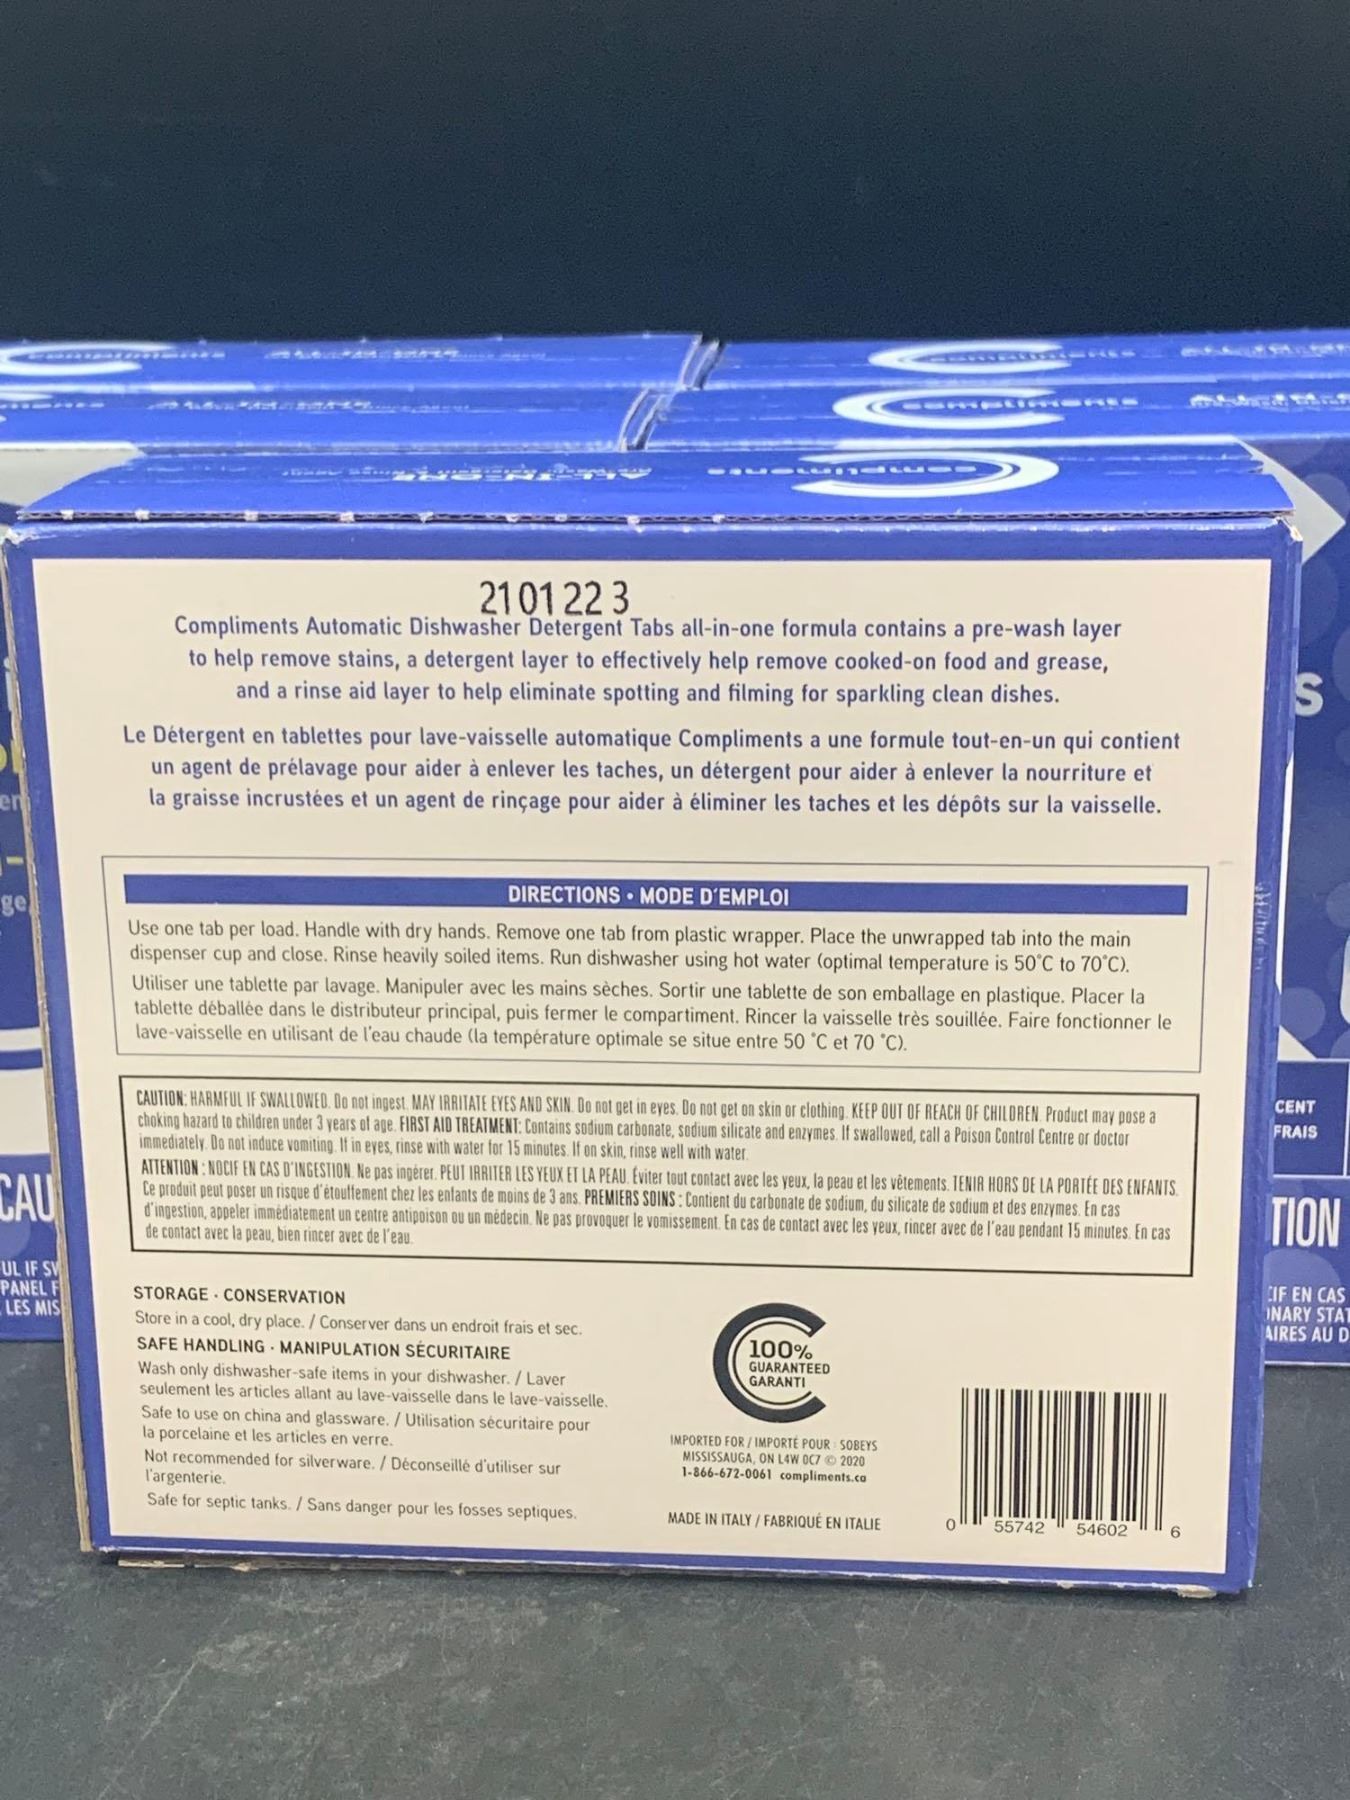 compliments
compliments
compliments
ALL-IN-ONE
compliments
2101223
Compliments Automatic Dishwasher Detergent Tabs all-in-one formula contains a pre-wash layer
to help remove stains, a detergent layer to effectively help remove cooked-on food and grease,
and a rinse aid layer to help eliminate spotting and filming for sparkling clean dishes.
Le Détergent en tablettes pour lave-vaisselle automatique Compliments a une formule tout-en-un qui contient
un agent de prélavage pour aider à enlever les taches, un détergent pour aider à enlever la nourriture et
la graisse incrustées et un agent de rinçage pour aider à éliminer les taches et les dépôts sur la vaisselle.
DIRECTIONS • MODE D'EMPLOI
Use one tab per load. Handle with dry hands. Remove one tab from plastic wrapper. Place the unwrapped tab into the main
dispenser cup and close. Rinse heavily soiled items. Run dishwasher using hot water (optimal temperature is 50°C to 70°C).
Utiliser une tablette par lavage. Manipuler avec les mains sèches. Sortir une tablette de son emballage en plastique. Placer la
tablette déballée dans le distributeur principal, puis fermer le compartiment. Rincer la vaisselle très souillée. Faire fonctionner le
lave-vaisselle en utilisant de l'eau chaude (la température optimale se situe entre 50 °C et 70 °C).
CAUTION: HARMFUL IF SWALLOWED. Do not ingest. MAY IRRITATE EYES AND SKIN. Do not get in eyes. Do not get on skin or clothing. KEEP OUT OF REACH OF CHILDREN. Product may pose a
choking hazard to children under 3 years of age. FIRST AID TREATMENT: Contains sodium carbonate, sodium silicate and enzymes. If swallowed, call a Poison Control Centre or doctor
immediately. Do not induce vomiting. If in eyes, rinse with water for 15 minutes. If on skin, rinse well with water.
ATTENTION : NOCIF EN CAS D'INGESTION. Ne pas ingérer. PEUT IRRITER LES YEUX ET LA PEAU. Éviter tout contact avec les yeux, la peau et les vêtements. TENIR HORS DE LA PORTÉE DES ENFANTS.
Ce produit peut poser un risque d'étouffement chez les enfants de moins de 3 ans. PREMIERS SOINS : Contient du carbonate de sodium, du silicate de sodium et des enzymes. En cas
d'ingestion, appeler immédiatement un centre antipoison ou un médecin. Ne pas provoquer le vomissement. En cas de contact avec les yeux, rincer avec de l'eau pendant 15 minutes. En cas
de contact avec la peau, bien rincer avec de l'eau.
STORAGE · CONSERVATION
Store in a cool, dry place. / Conserver dans un endroit frais et sec.
SAFE HANDLING · MANIPULATION SÉCURITAIRE
Wash only dishwasher-safe items in your dishwasher. / Laver
seulement les articles allant au lave-vaisselle dans le lave-vaisselle.
Safe to use on china and glassware. / Utilisation sécuritaire pour
la porcelaine et les articles en verre.
Not recommended for silverware. / Déconseillé d'utiliser sur
l'argenterie.
Safe for septic tanks. / Sans danger pour les fosses septiques.
100%
GUARANTEED
GARANTI
IMPORTED FOR / IMPORTÉ POUR : SOBEYS
MISSISSAUGA, ON L4W 0C7 © 2020
1-866-672-0061 compliments.ca
MADE IN ITALY / FABRIQUÉ EN ITALIE
0 55742 54602 6
CAU
UL IF SW
PANEL F
LES MIS
S
CENT
FRAIS
TION
CIF EN CAS
AIRES AU D